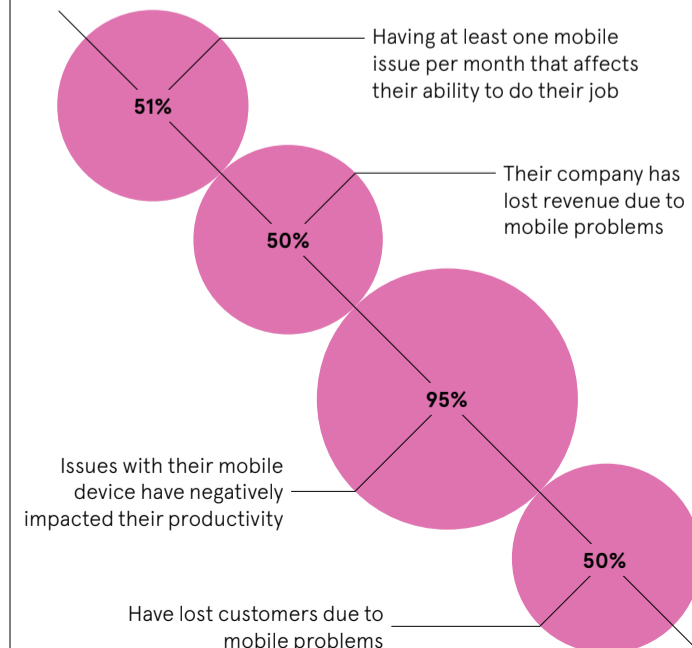 51%
Having at least one mobile
issue per month that affects
their ability to do their job
50%
Their company has
lost revenue due to
mobile problems
95%
Issues with their mobile
device have negatively
impacted their productivity
50%
Have lost customers due to
mobile problems